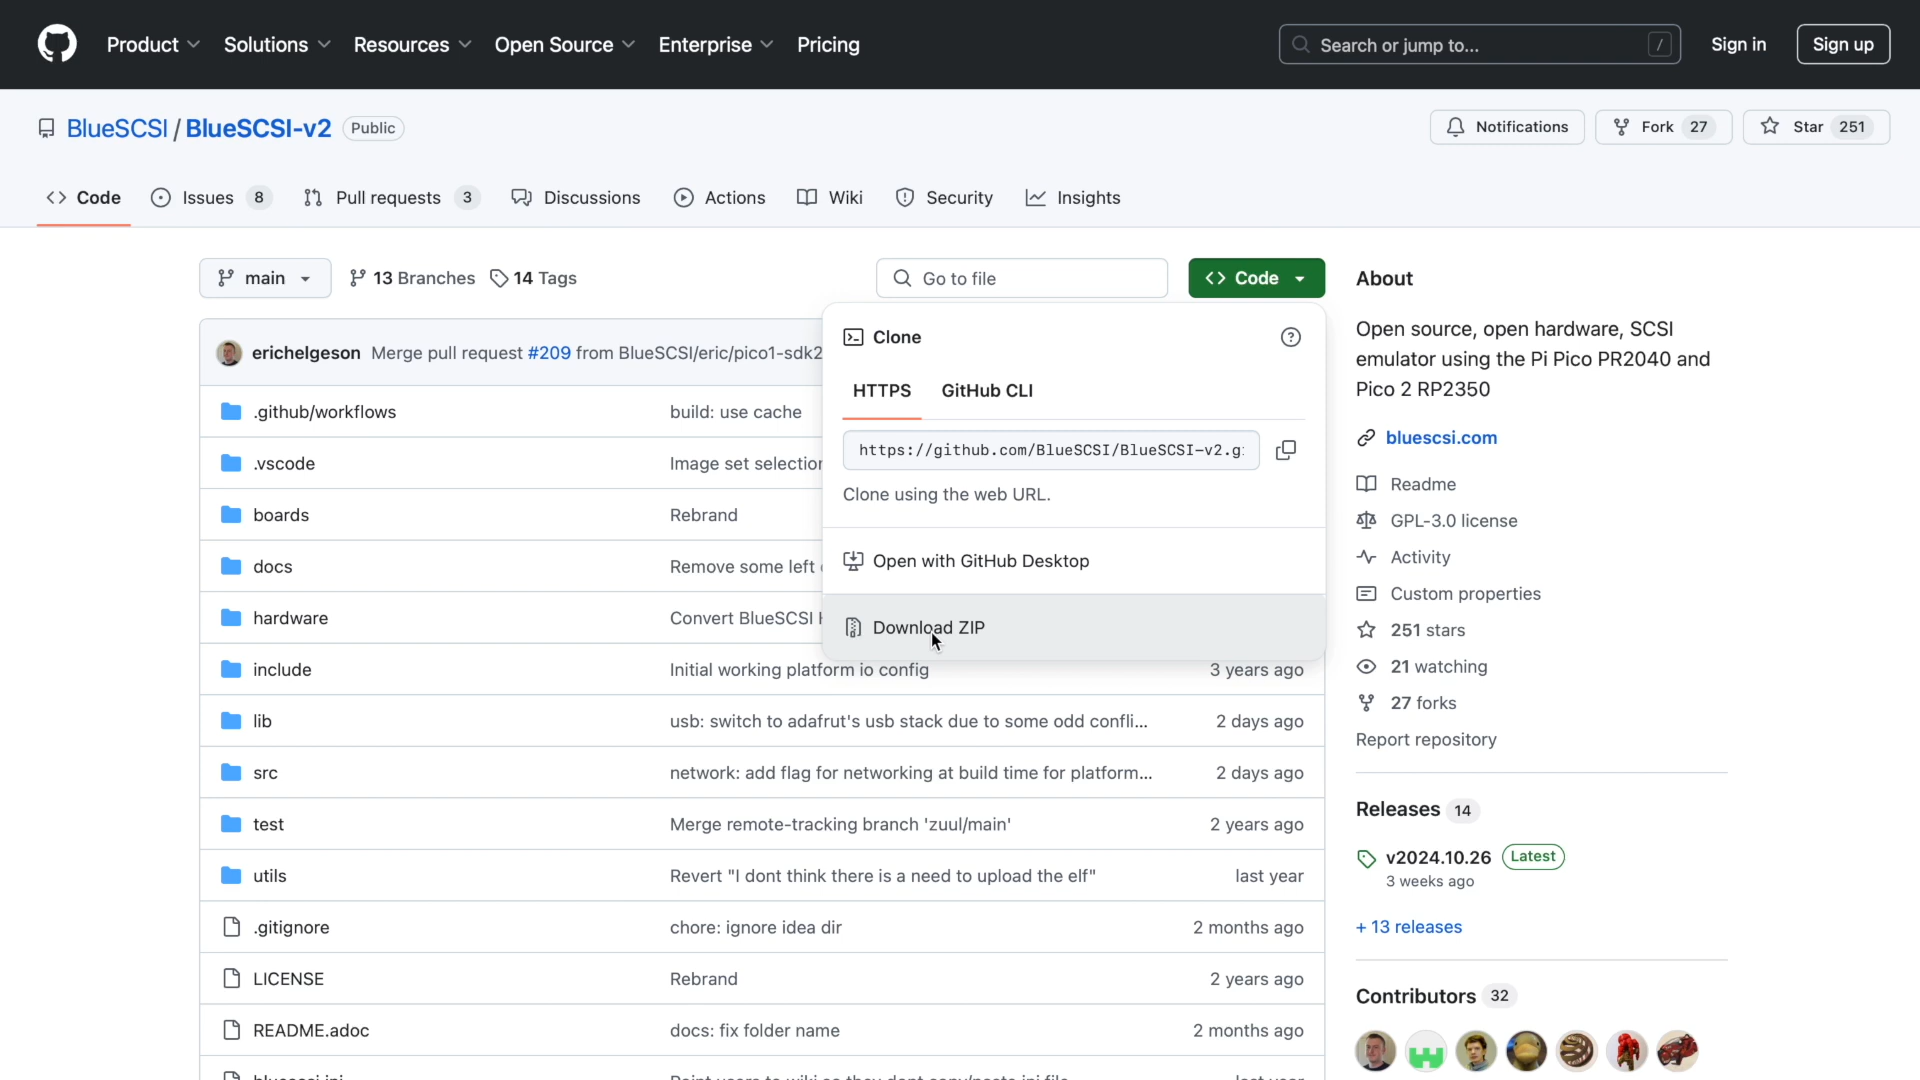 Product Solutions Resources Open Source Enterprise Pricing Search or jump to... / Sign in Sign up
BlueSCSI / BlueSCSI-v2 Public Notifications Fork 27 Star 251
Code Issues 8 Pull requests 3 Discussions Actions Wiki Security Insights
main 13 Branches 14 Tags Go to file Code
erichelgeson Merge pull request #209 from BlueSCSI/eric/pico1-sdk2
.github/workflows build: use cache
.vscode Image set selection
boards Rebrand
docs Remove some left
hardware Convert BlueSCSI
include Initial working platform io config 3 years ago
lib usb: switch to adafrut's usb stack due to some odd confli... 2 days ago
src network: add flag for networking at build time for platform... 2 days ago
test Merge remote-tracking branch 'zuul/main' 2 years ago
utils Revert "I dont think there is a need to upload the elf" last year
.gitignore chore: ignore idea dir 2 months ago
LICENSE Rebrand 2 years ago
README.adoc docs: fix folder name 2 months ago
Clone
HTTPS GitHub CLI
https://github.com/BlueSCSI/BlueSCSI-v2.g
Clone using the web URL.
Open with GitHub Desktop
Download ZIP
About
Open source, open hardware, SCSI
emulator using the Pi Pico PR2040 and
Pico 2 RP2350
bluescsi.com
Readme
GPL-3.0 license
Activity
Custom properties
251 stars
21 watching
27 forks
Report repository
Releases 14
v2024.10.26 Latest
3 weeks ago
+ 13 releases
Contributors 32